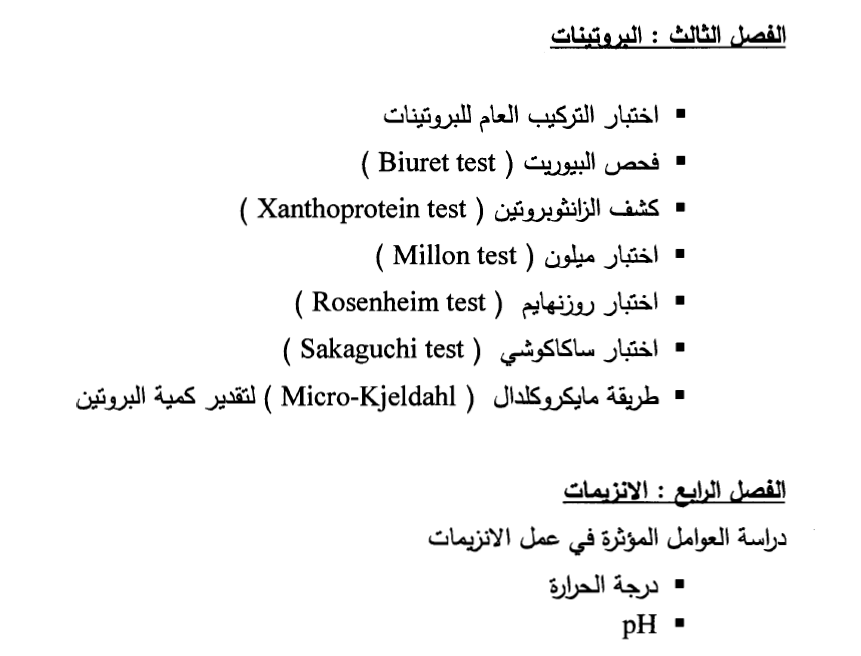 الفصل الثالث : البروتينات
▪ اختبار التركيب العام للبروتينات
▪ فحص البيوريت ( Biuret test )
▪ كشف الزانثوبروتين ( Xanthoprotein test )
▪ اختبار ميلون ( Millon test )
▪ اختبار روزنهايم ( Rosenheim test )
▪ اختبار ساكاكوشي ( Sakaguchi test )
▪ طريقة مايكروكلدال ( Micro-Kjeldahl ) لتقدير كمية البروتين
الفصل الرابع : الانزيمات
دراسة العوامل المؤثرة في عمل الانزيمات
▪ درجة الحرارة
▪ pH